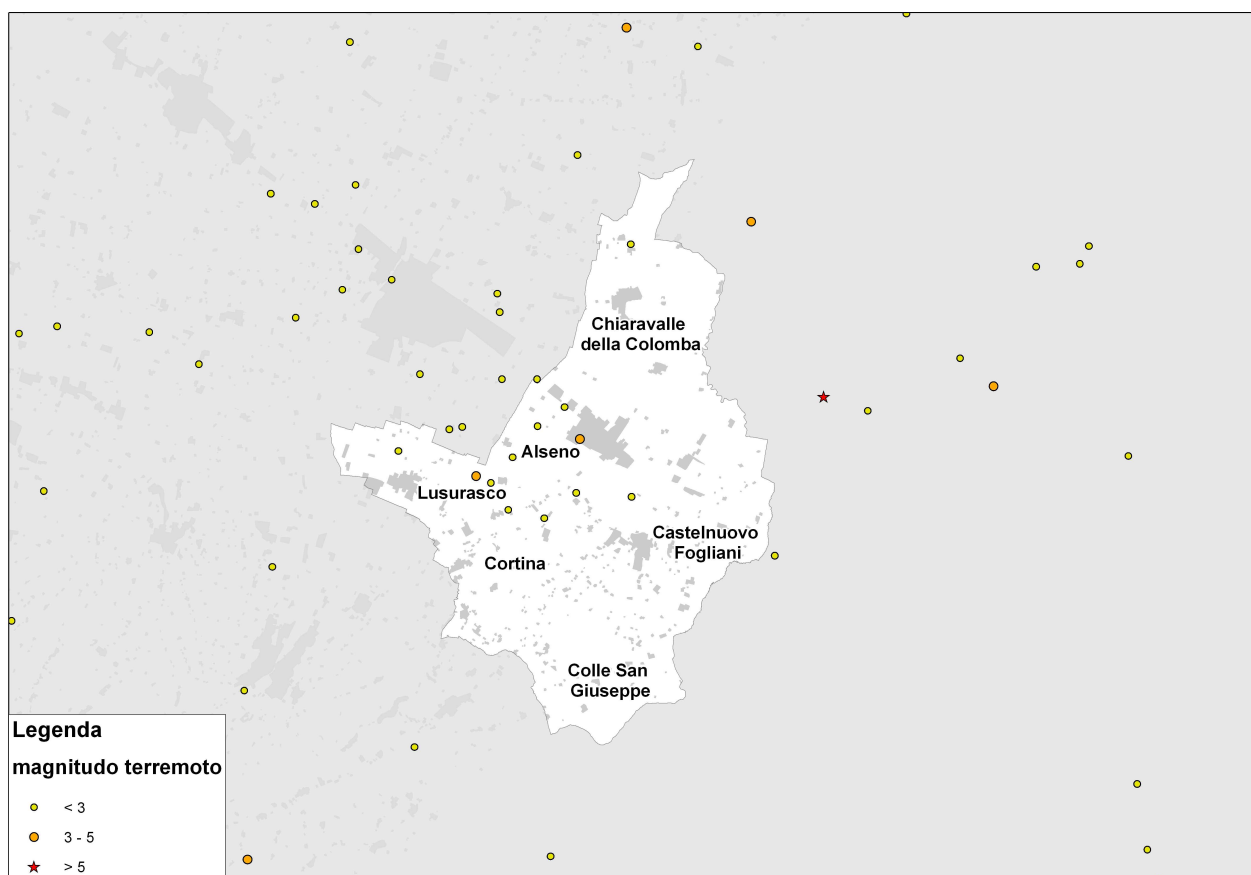 Chiaravalle
della Colomba
Alseno
Lusurasco
Castelnuovo
Fogliani
Cortina
Colle San
Giuseppe
Legenda
magnitudo terremoto
< 3
3 - 5
> 5